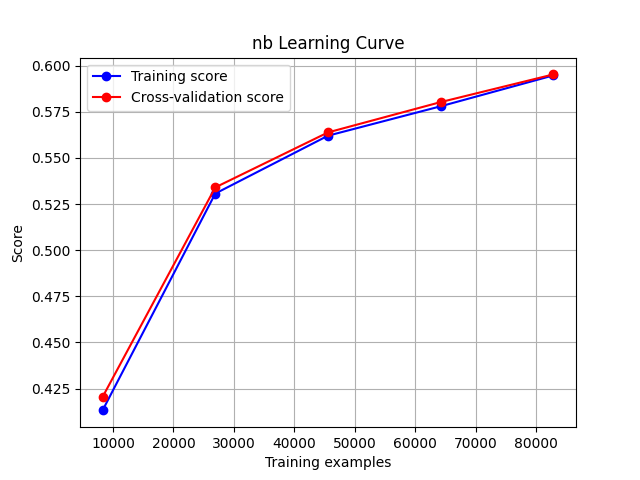 nb Learning Curve
Training score
Cross-validation score
Score
0.600
0.575
0.550
0.525
0.500
0.475
0.450
0.425
10000 20000 30000 40000 50000 60000 70000 80000
Training examples